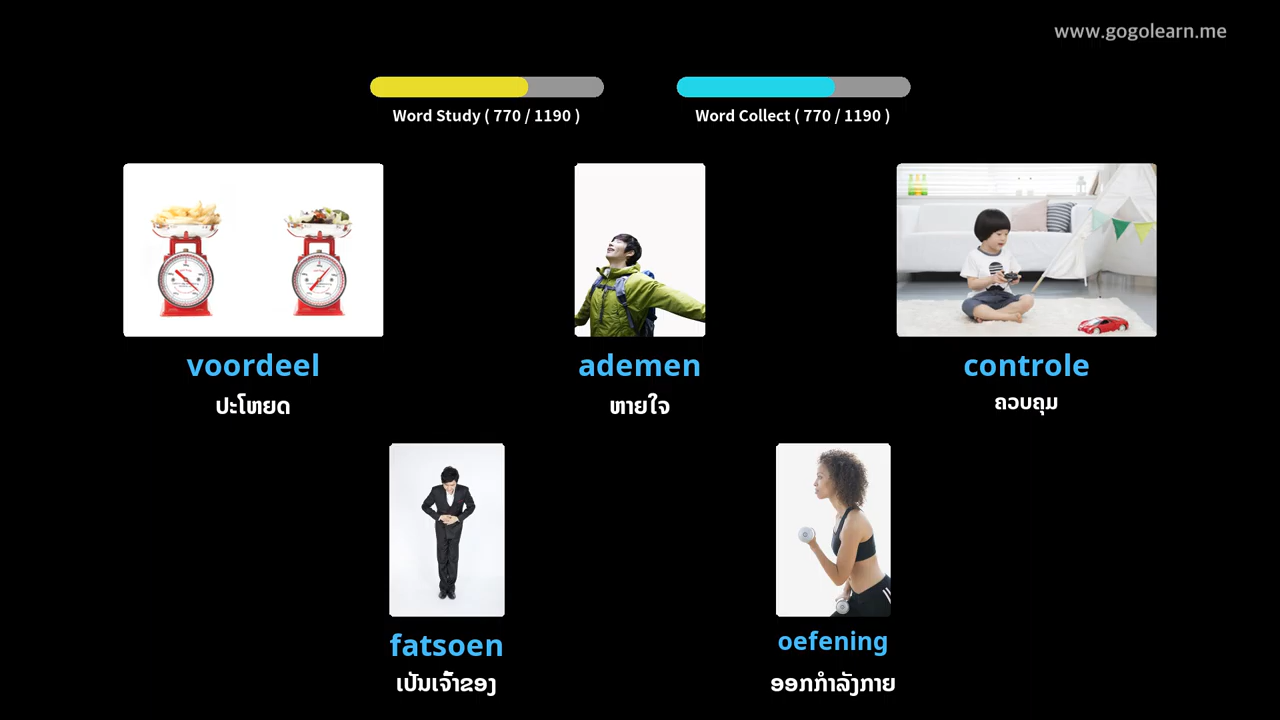 www.gogolearn.me
Word Study ( 770 / 1190 )
Word Collect ( 770 / 1190 )
voordeel
ademen
controle
ປະໂຫຍດ
ຫາຍໃຈ
ຄວບຄຸມ
fatsoen
oefening
ເປັນເຈົ້າຂອງ
ອອກກຳລັງກາຍ